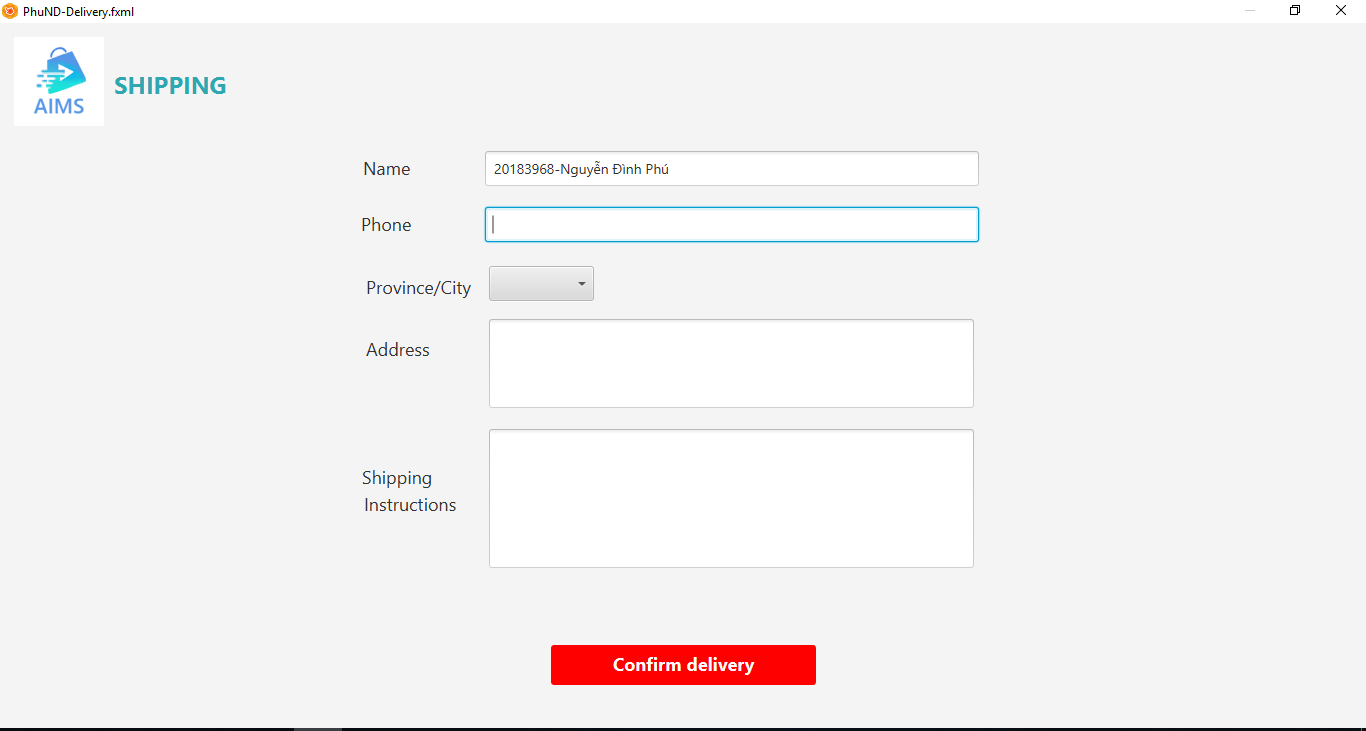 PhuND-Delivery.fxml
AIMS
SHIPPING
Name
20183968-Nguyễn Đình Phú
Phone
Province/City
Address
Shipping
Instructions
Confirm delivery